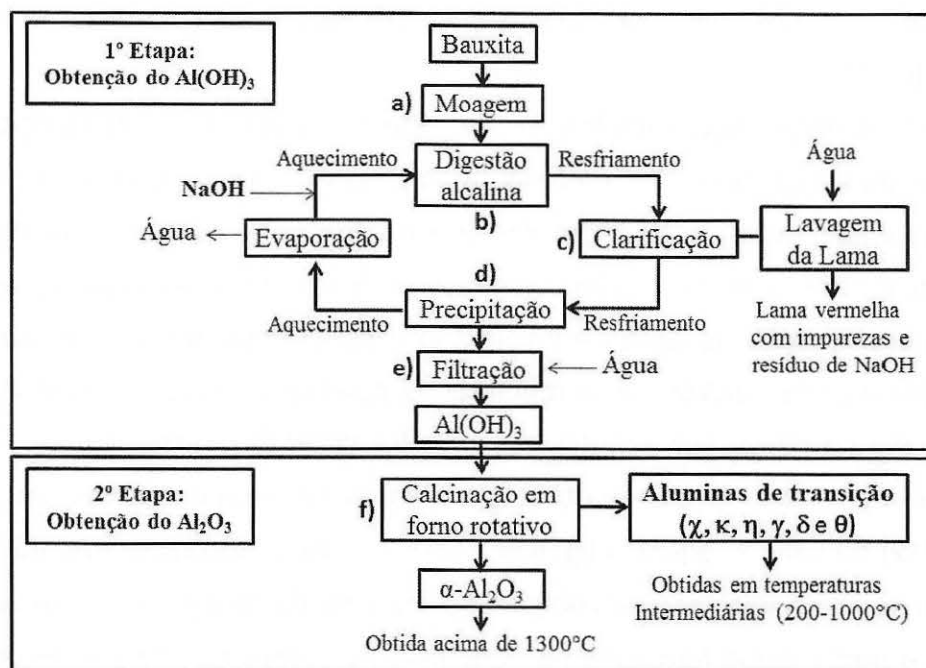 1º Etapa:
Obtenção do Al(OH)₃
Bauxita
a) Moagem
Aquecimento
Digestão
alcalina
b)
Resfriamento
Água
NaOH
Água
Evaporação
c) Clarificação
Lavagem
da Lama
d)
Precipitação
Aquecimento
Resfriamento
Lama vermelha
com impurezas e
resíduo de NaOH
e) Filtração
Água
Al(OH)₃
2º Etapa:
Obtenção do Al₂O₃
f) Calcinação em
forno rotativo
Aluminas de transição
(χ, κ, η, γ, δ e θ)
α-Al₂O₃
Obtidas em temperaturas
Intermediárias (200-1000°C)
Obtida acima de 1300°C